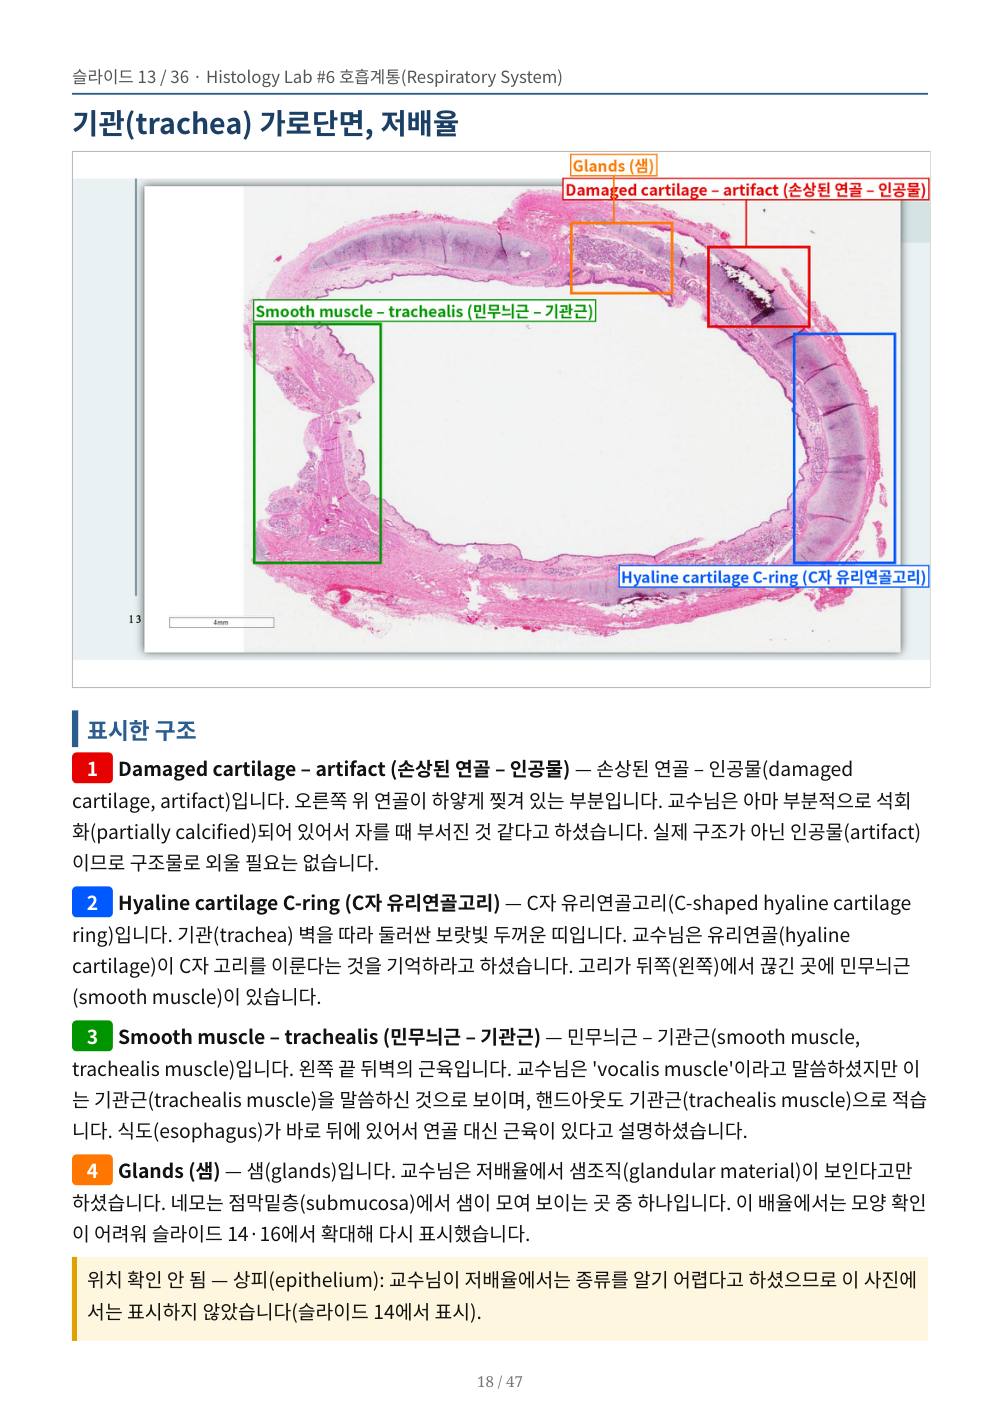 슬라이드 13 / 36 · Histology Lab #6 호흡계통(Respiratory System)
기관(trachea) 가로단면, 저배율
Glands (샘)
Damaged cartilage – artifact (손상된 연골 – 인공물)
Smooth muscle – trachealis (민무늬근 – 기관근)
Hyaline cartilage C-ring (C자 유리연골고리)
13
4mm
표시한 구조
1 Damaged cartilage – artifact (손상된 연골 – 인공물) — 손상된 연골 – 인공물(damaged
cartilage, artifact)입니다. 오른쪽 위 연골이 하얗게 찢겨 있는 부분입니다. 교수님은 아마 부분적으로 석회
화(partially calcified)되어 있어서 자를 때 부서진 것 같다고 하셨습니다. 실제 구조가 아닌 인공물(artifact)
이므로 구조물로 외울 필요는 없습니다.
2 Hyaline cartilage C-ring (C자 유리연골고리) — C자 유리연골고리(C-shaped hyaline cartilage
ring)입니다. 기관(trachea) 벽을 따라 둘러싼 보랏빛 두꺼운 띠입니다. 교수님은 유리연골(hyaline
cartilage)이 C자 고리를 이룬다는 것을 기억하라고 하셨습니다. 고리가 뒤쪽(왼쪽)에서 끊긴 곳에 민무늬근
(smooth muscle)이 있습니다.
3 Smooth muscle – trachealis (민무늬근 – 기관근) — 민무늬근 – 기관근(smooth muscle,
trachealis muscle)입니다. 왼쪽 끝 뒤벽의 근육입니다. 교수님은 'vocalis muscle'이라고 말씀하셨지만 이
는 기관근(trachealis muscle)을 말씀하신 것으로 보이며, 핸드아웃도 기관근(trachealis muscle)으로 적습
니다. 식도(esophagus)가 바로 뒤에 있어서 연골 대신 근육이 있다고 설명하셨습니다.
4 Glands (샘) — 샘(glands)입니다. 교수님은 저배율에서 샘조직(glandular material)이 보인다고만
하셨습니다. 네모는 점막밑층(submucosa)에서 샘이 모여 보이는 곳 중 하나입니다. 이 배율에서는 모양 확인
이 어려워 슬라이드 14·16에서 확대해 다시 표시했습니다.
위치 확인 안 됨 — 상피(epithelium): 교수님이 저배율에서는 종류를 알기 어렵다고 하셨으므로 이 사진에
서는 표시하지 않았습니다(슬라이드 14에서 표시).
18 / 47